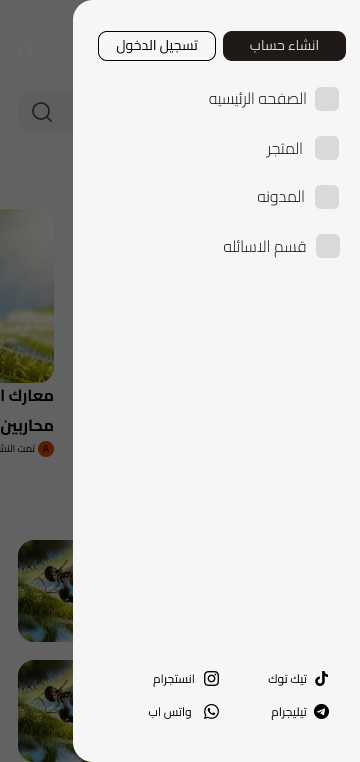 انشاء حساب
تسجيل الدخول
الصفحه الرئيسيه
المتجر
المدونه
قسم الاسائله
معارك ا
محاربين
A
تمت النش
تيك توك
انستجرام
تيليجرام
واتس اب